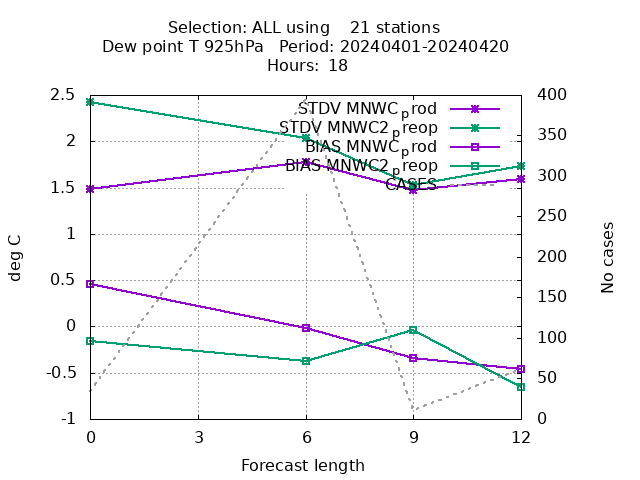 Selection: ALL using 21 stations
Dew point T 925hPa Period: 20240401-20240420
Hours: 18
2.5
2
1.5
1
0.5
0
-0.5
-1
deg C
STDV MNWC_prod
STDV MNWC2_preop
BIAS MNWC_prod
BIAS MNWC2_preop
CASES
400
350
300
250
200
150
100
50
0
No cases
0 3 6 9 12
Forecast length